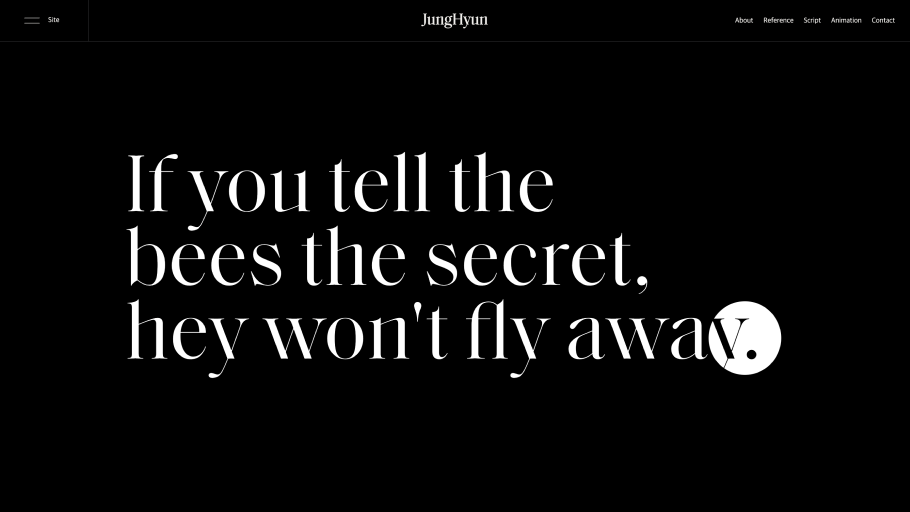 Site
JungHyun
About
Reference
Script
Animation
Contact
If you tell the
bees the secret,
hey won't fly away.